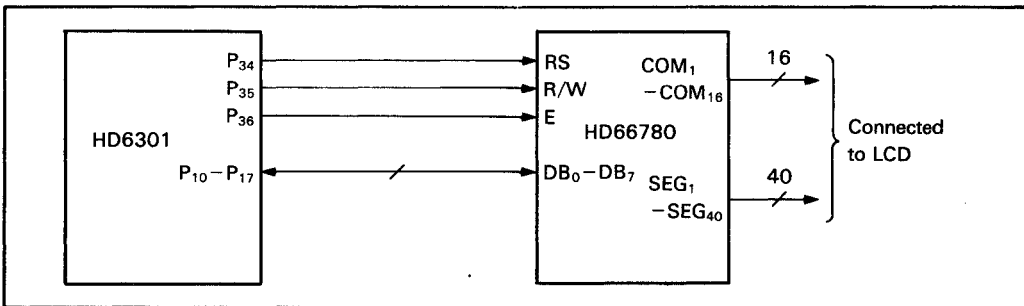 HD6301
P34
P35
P36
P10−P17
RS
R/W
E
DB0−DB7
HD66780
COM1
−COM16
SEG1
−SEG40
16
40
Connected
to LCD